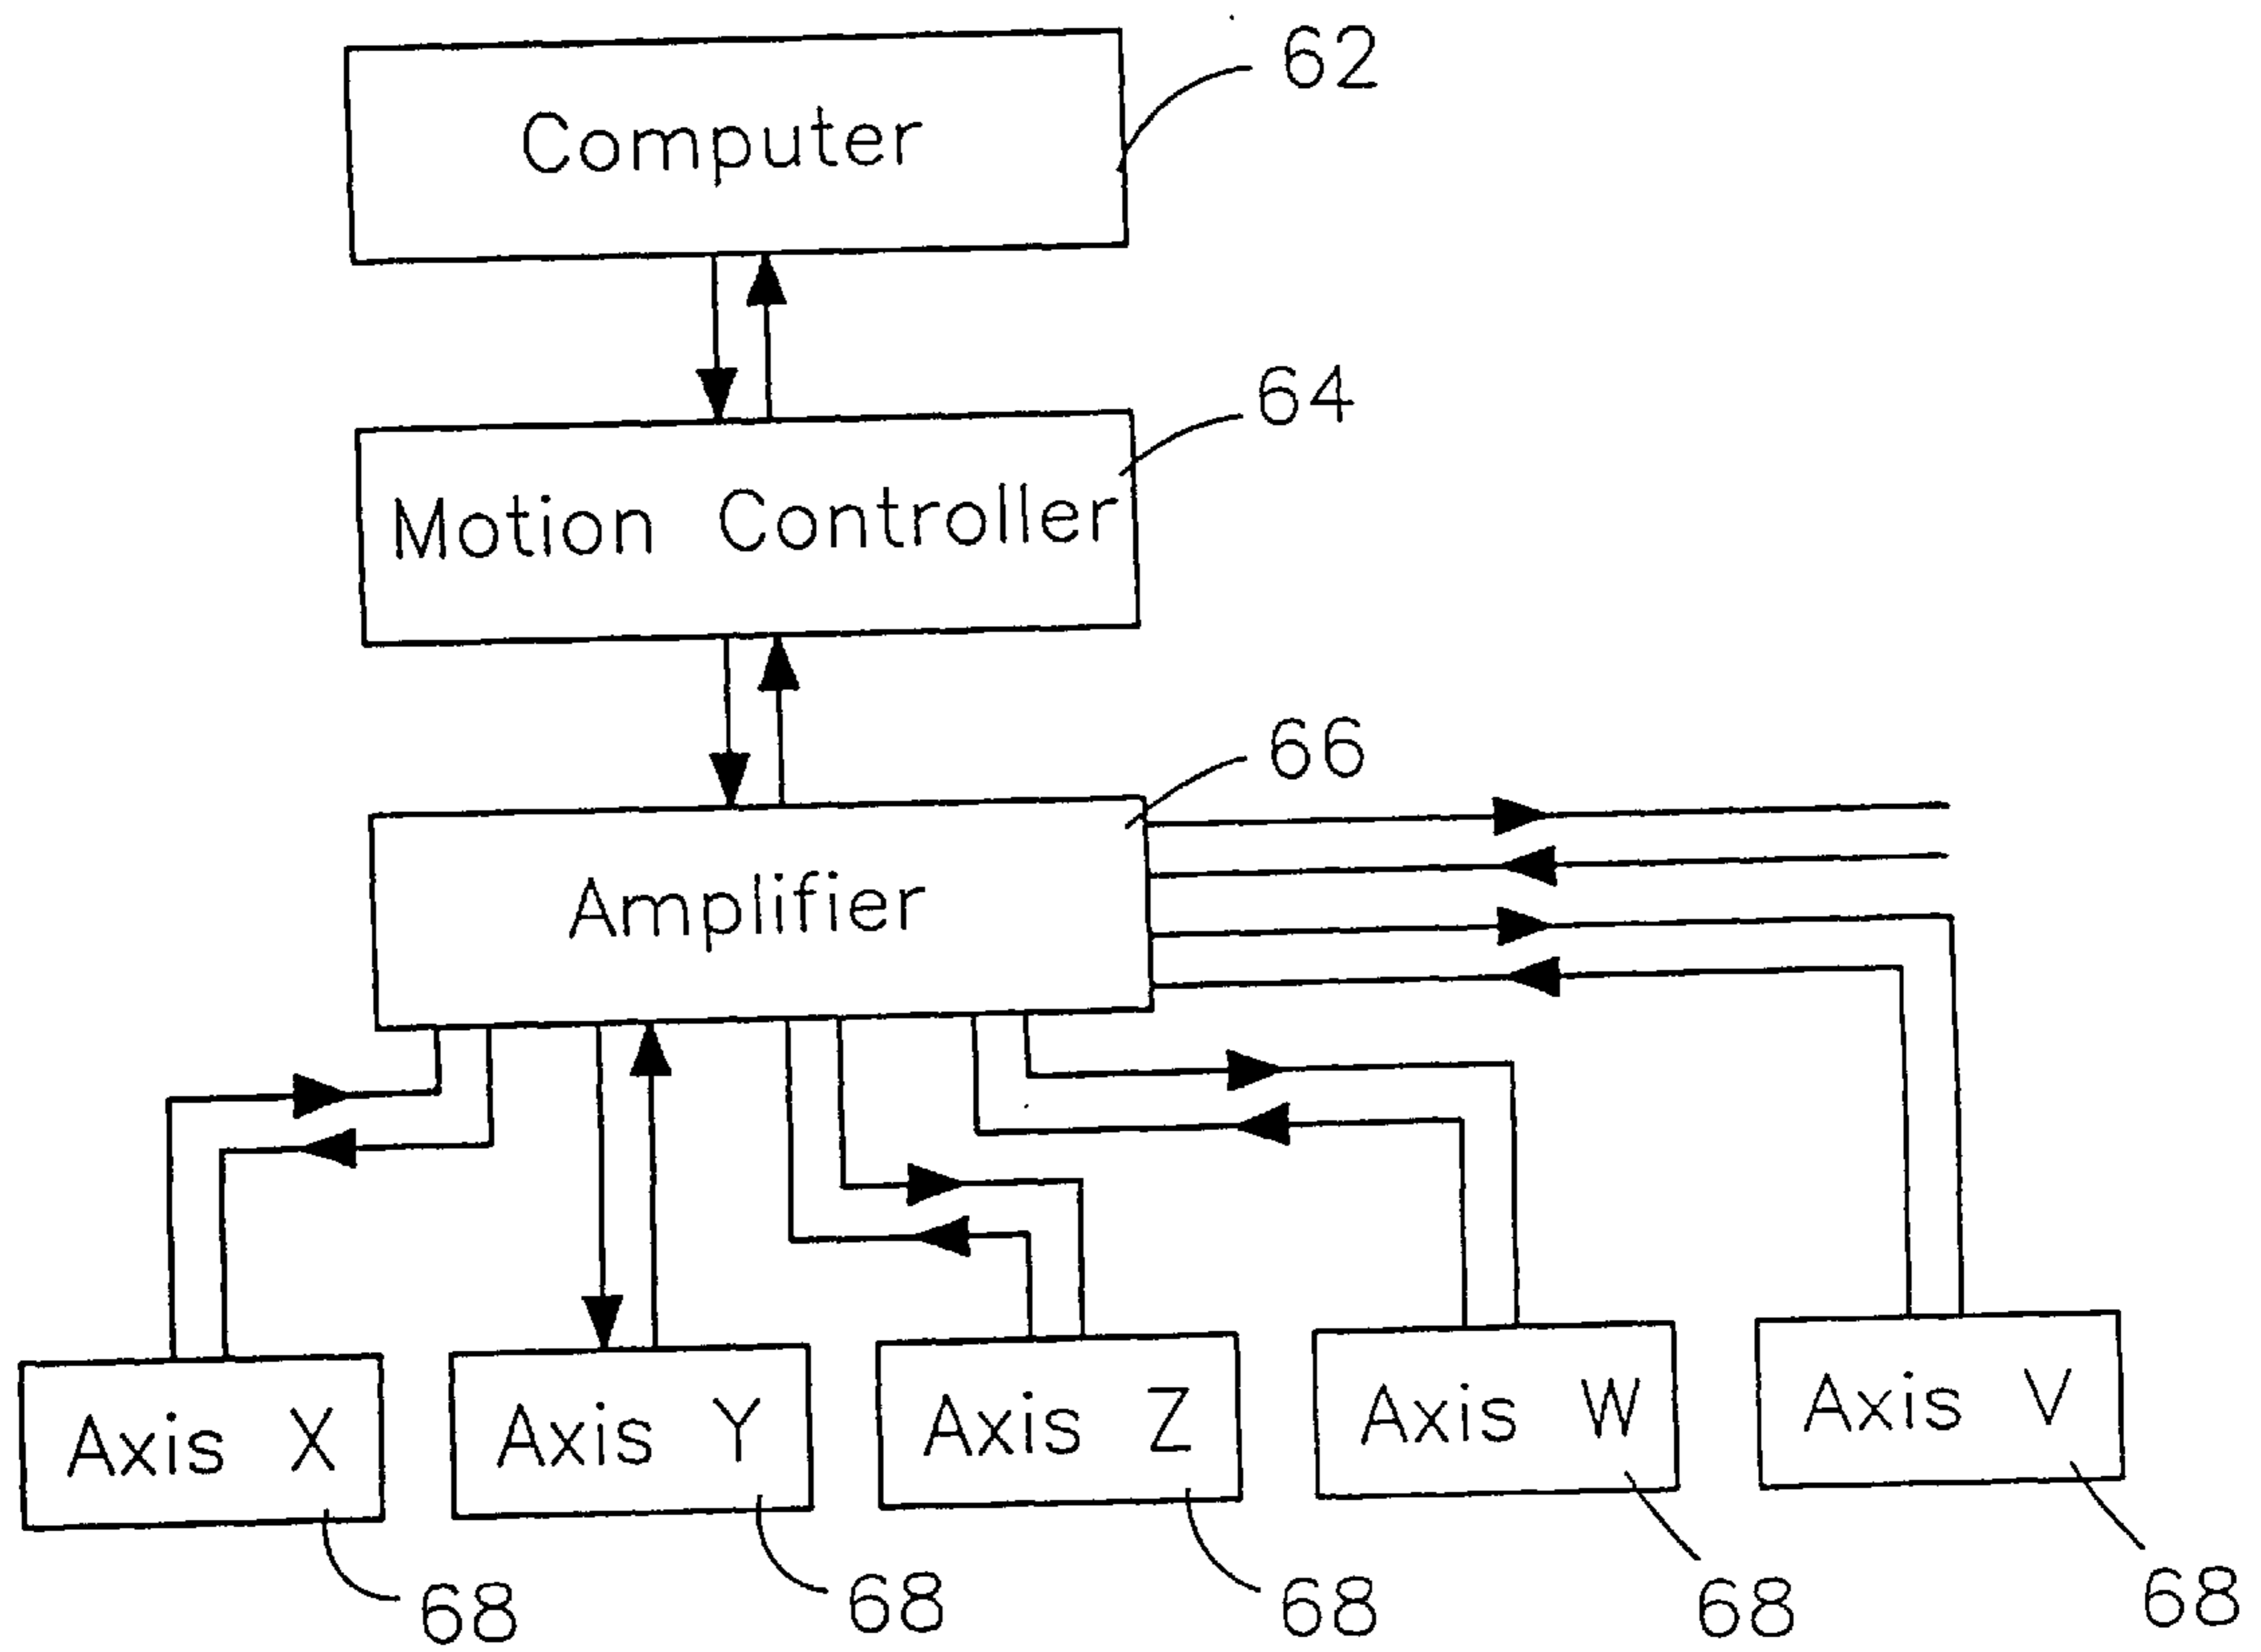 62
Computer
64
Motion Controller
66
Amplifier
Axis X
Axis Y
Axis Z
Axis W
Axis V
68
68
68
68
68